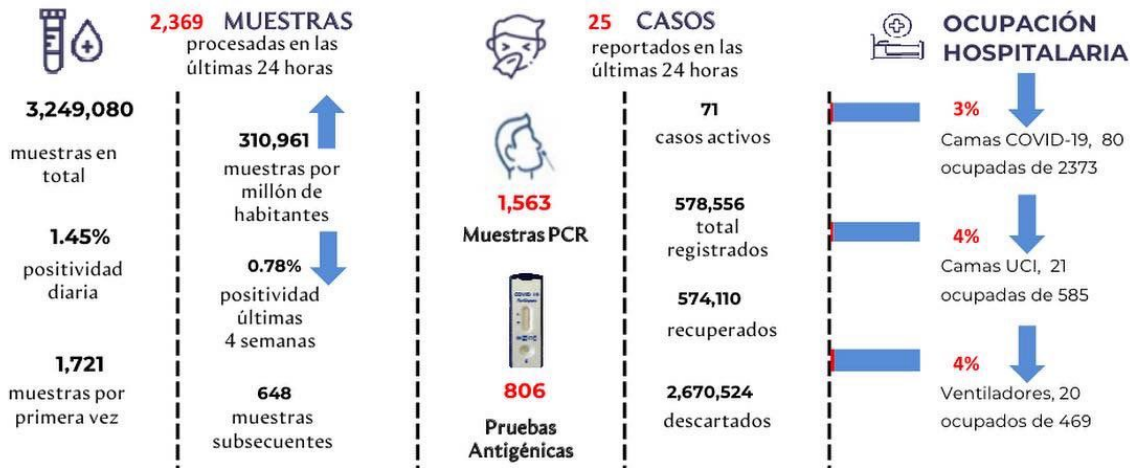 2,369 MUESTRAS
procesadas en las
últimas 24 horas
3,249,080
muestras en
total
1.45%
positividad
diaria
1,721
muestras por
primera vez
310,961
muestras por
millón de
habitantes
0.78%
positividad
últimas
4 semanas
648
muestras
subsecuentes
25 CASOS
reportados en las
últimas 24 horas
1,563
Muestras PCR
COVID-19
806
Pruebas
Antigénicas
71
casos activos
578,556
total
registrados
574,110
recuperados
2,670,524
descartados
OCUPACIÓN
HOSPITALARIA
3%
Camas COVID-19, 80
ocupadas de 2373
4%
Camas UCI, 21
ocupadas de 585
4%
Ventiladores, 20
ocupados de 469